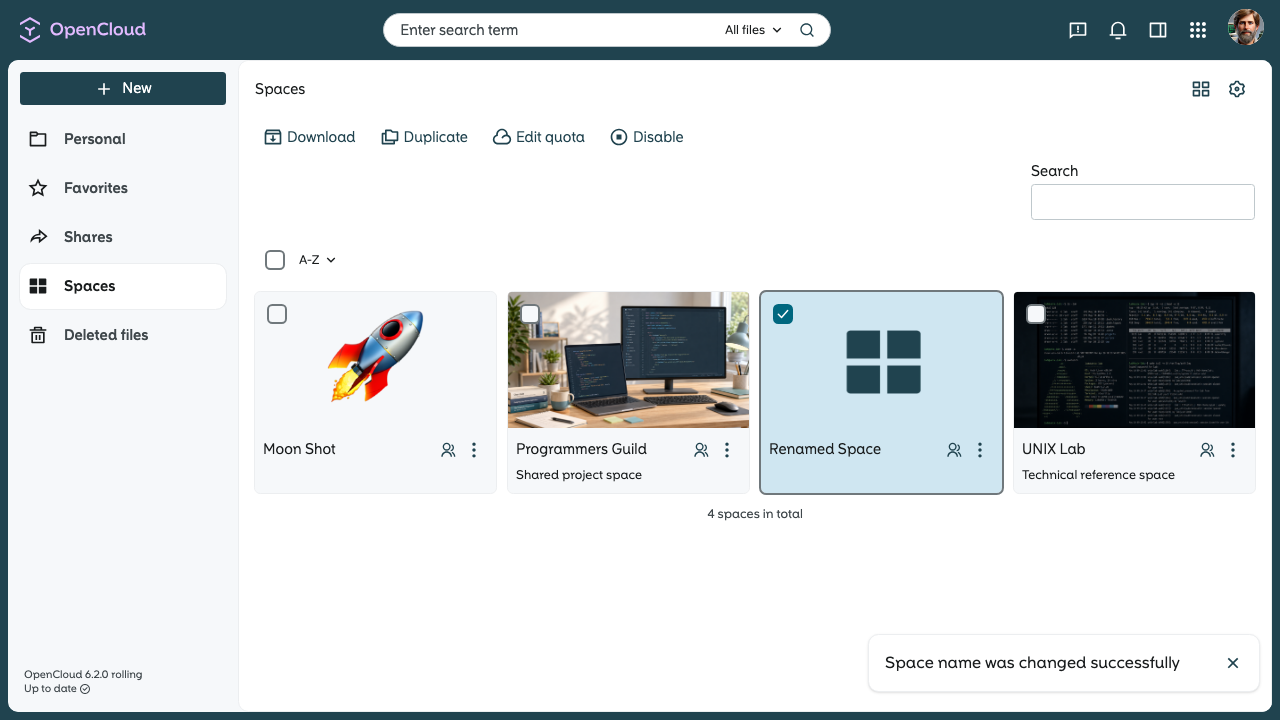 OpenCloud
Enter search term
All files
New
Personal
Favorites
Shares
Spaces
Deleted files
OpenCloud 6.2.0 rolling
Up to date
Spaces
Download
Duplicate
Edit quota
Disable
Search
A-Z
Moon Shot
Programmers Guild
Shared project space
Renamed Space
UNIX Lab
Technical reference space
4 spaces in total
Space name was changed successfully